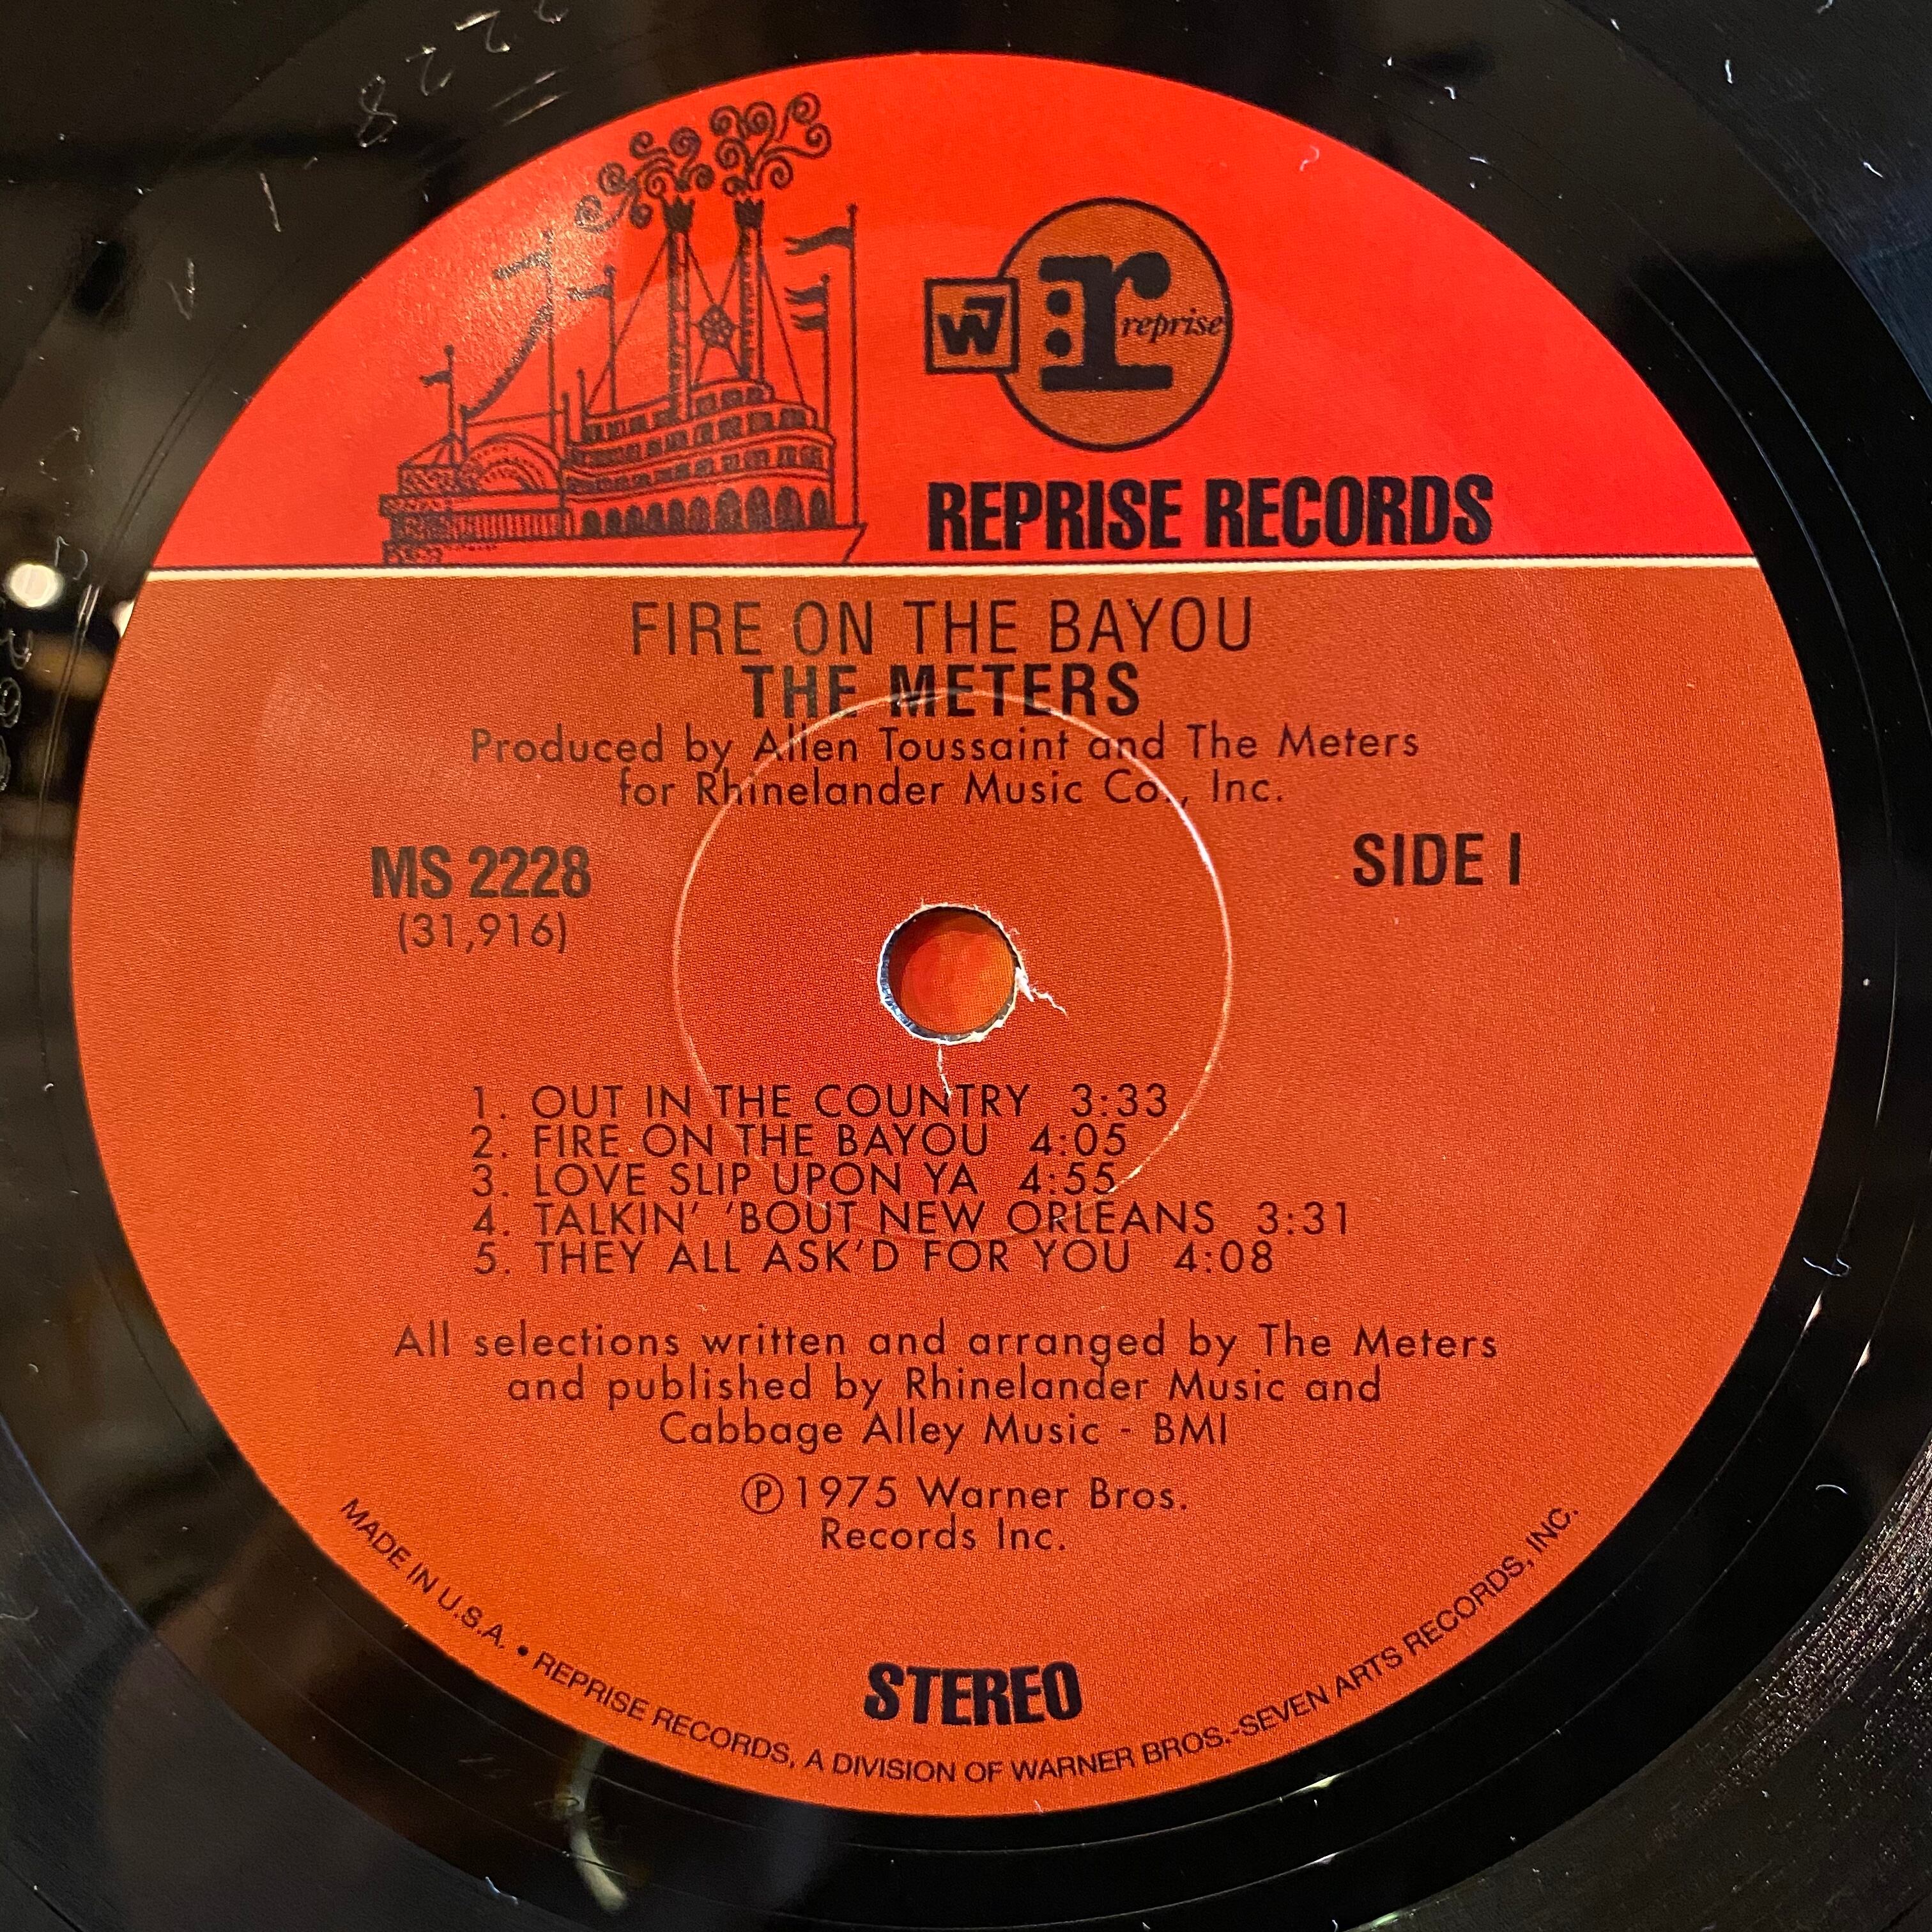 228
W7
r
reprise
REPRISE RECORDS
FIRE ON THE BAYOU
THE METERS
Produced by Allen Toussaint and The Meters
for Rhinelander Music Co., Inc.
MS 2228
(31,916)
SIDE I
1. OUT IN THE COUNTRY 3:33
2. FIRE ON THE BAYOU 4:05
3. LOVE SLIP UPON YA 4:55
4. TALKIN' 'BOUT NEW ORLEANS 3:31
5. THEY ALL ASK'D FOR YOU 4:08
All selections written and arranged by The Meters
and published by Rhinelander Music and
Cabbage Alley Music - BMI
Ⓟ1975 Warner Bros.
Records Inc.
STEREO
MADE IN U.S.A. • REPRISE RECORDS, A DIVISION OF WARNER BROS.-SEVEN ARTS RECORDS, INC.